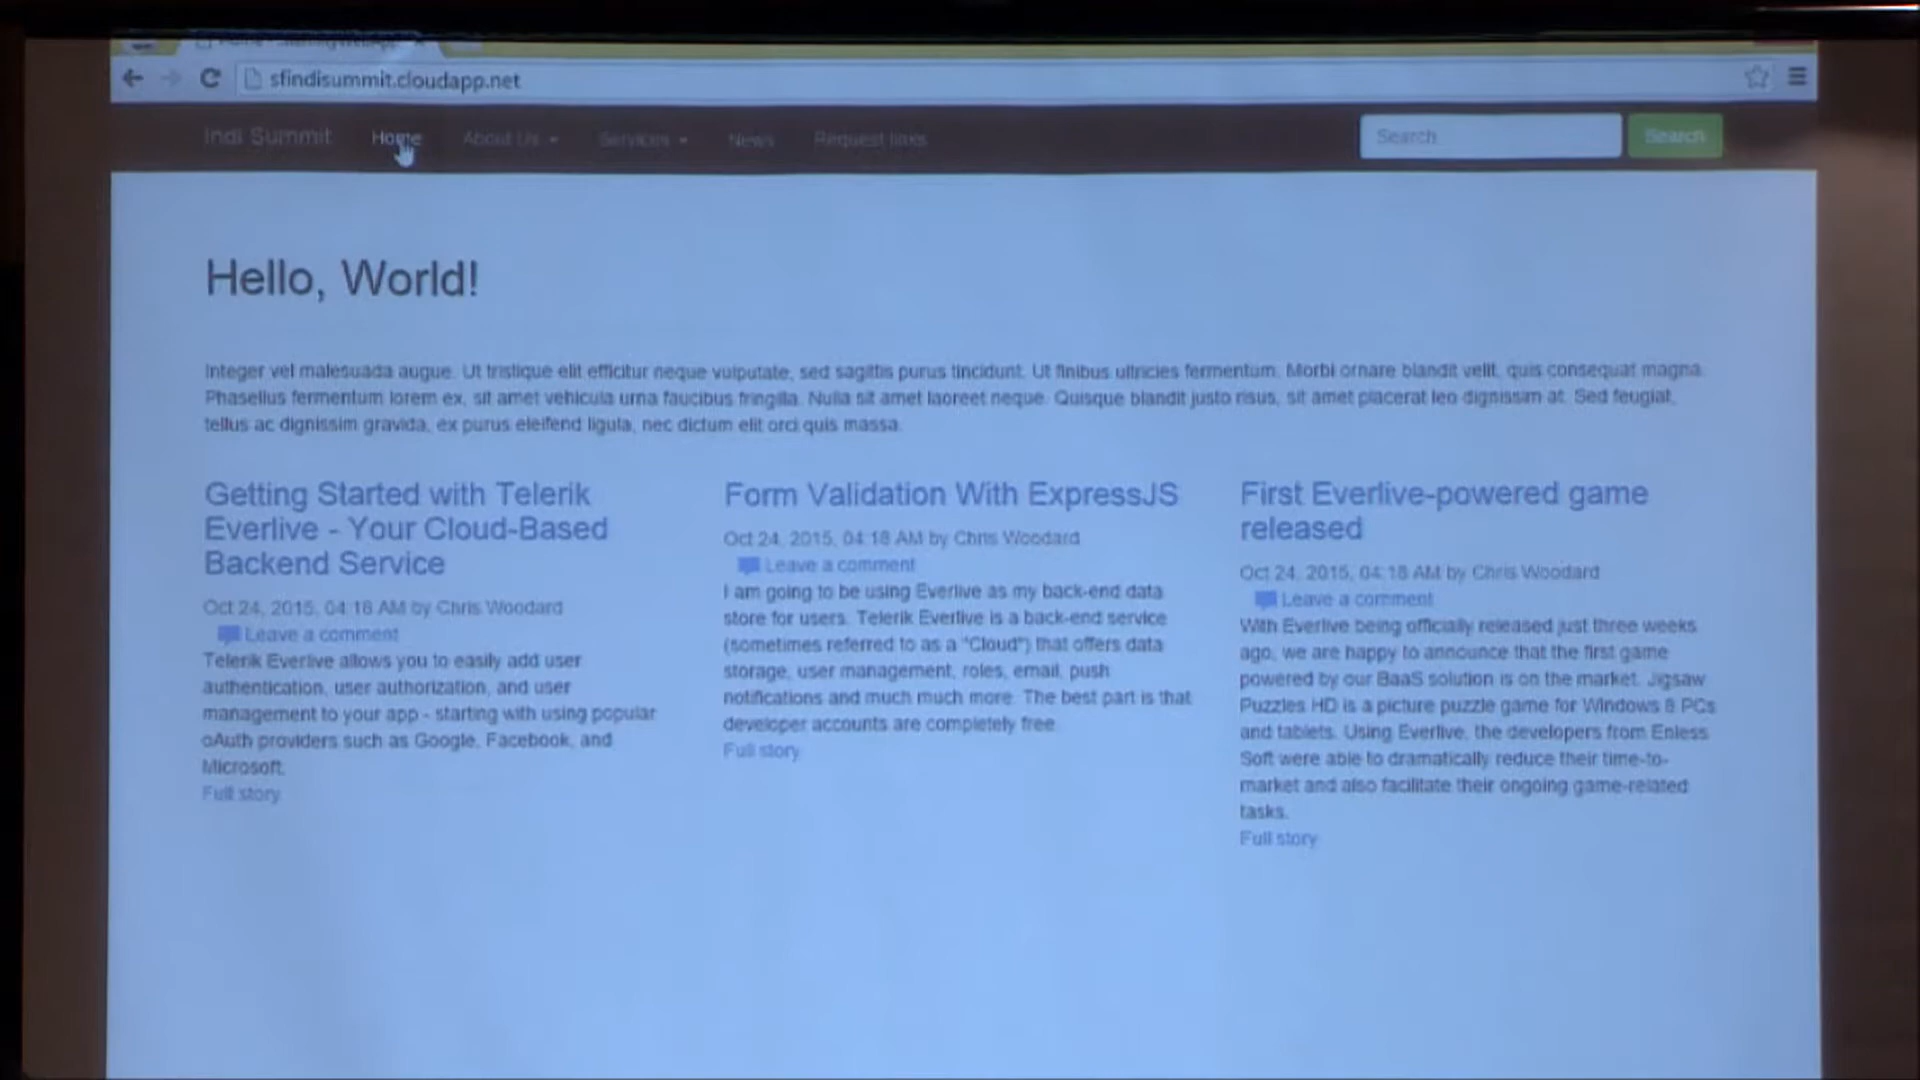 sfindisummit.cloudapp.net
Indi Summit Home About Us Services News Request links Search Search
Hello, World!
Integer vel malesuada augue. Ut tristique elit efficitur neque vulputate, sed sagittis purus tincidunt. Ut finibus ultricies fermentum. Morbi ornare blandit velit, quis consequat magna.
Phasellus fermentum lorem ex, sit amet vehicula urna faucibus fringilla. Nulla sit amet laoreet neque. Quisque blandit justo risus, sit amet placerat leo dignissim at. Sed feugiat,
tellus ac dignissim gravida, ex purus eleifend ligula, nec dictum elit orci quis massa.
Getting Started with Telerik
Everlive - Your Cloud-Based
Backend Service
Oct 24, 2015, 04:18 AM by Chris Woodard
Leave a comment
Telerik Everlive allows you to easily add user
authentication, user authorization, and user
management to your app - starting with using popular
oAuth providers such as Google, Facebook, and
Microsoft.
Full story
Form Validation With ExpressJS
Oct 24, 2015, 04:18 AM by Chris Woodard
Leave a comment
I am going to be using Everlive as my back-end data
store for users. Telerik Everlive is a back-end service
(sometimes referred to as a "Cloud") that offers data
storage, user management, roles, email, push
notifications and much much more. The best part is that
developer accounts are completely free.
Full story
First Everlive-powered game
released
Oct 24, 2015, 04:18 AM by Chris Woodard
Leave a comment
With Everlive being officially released just three weeks
ago, we are happy to announce that the first game
powered by our BaaS solution is on the market. Jigsaw
Puzzles HD is a picture puzzle game for Windows 8 PCs
and tablets. Using Everlive, the developers from Enless
Soft were able to dramatically reduce their time-to-
market and also facilitate their ongoing game-related
tasks.
Full story